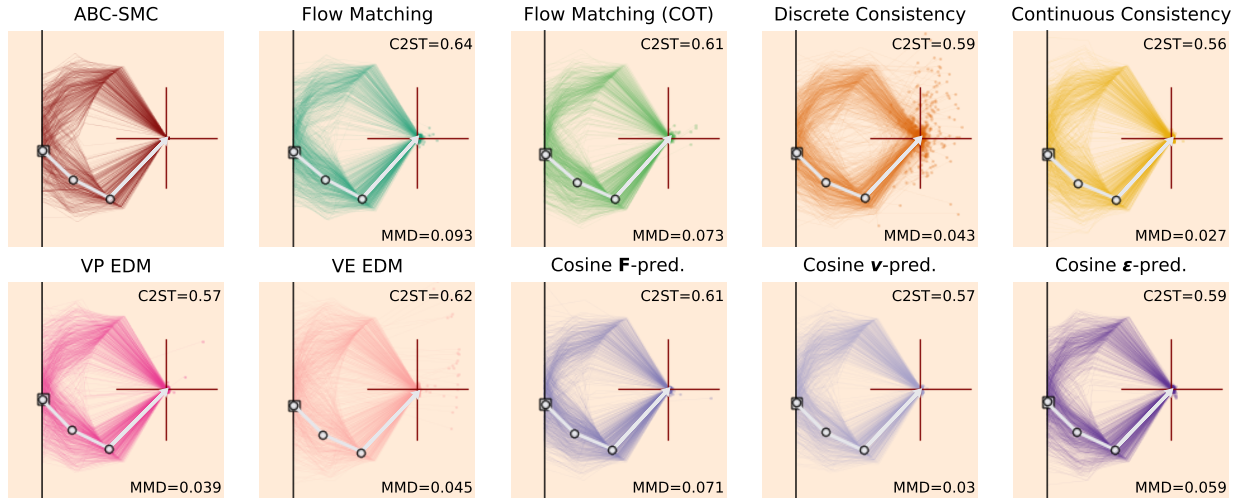 ABC-SMC
Flow Matching
C2ST=0.64
MMD=0.093
Flow Matching (COT)
C2ST=0.61
MMD=0.073
Discrete Consistency
C2ST=0.59
MMD=0.043
Continuous Consistency
C2ST=0.56
MMD=0.027
VP EDM
C2ST=0.57
MMD=0.039
VE EDM
C2ST=0.62
MMD=0.045
Cosine F-pred.
C2ST=0.61
MMD=0.071
Cosine v-pred.
C2ST=0.57
MMD=0.03
Cosine ε-pred.
C2ST=0.59
MMD=0.059